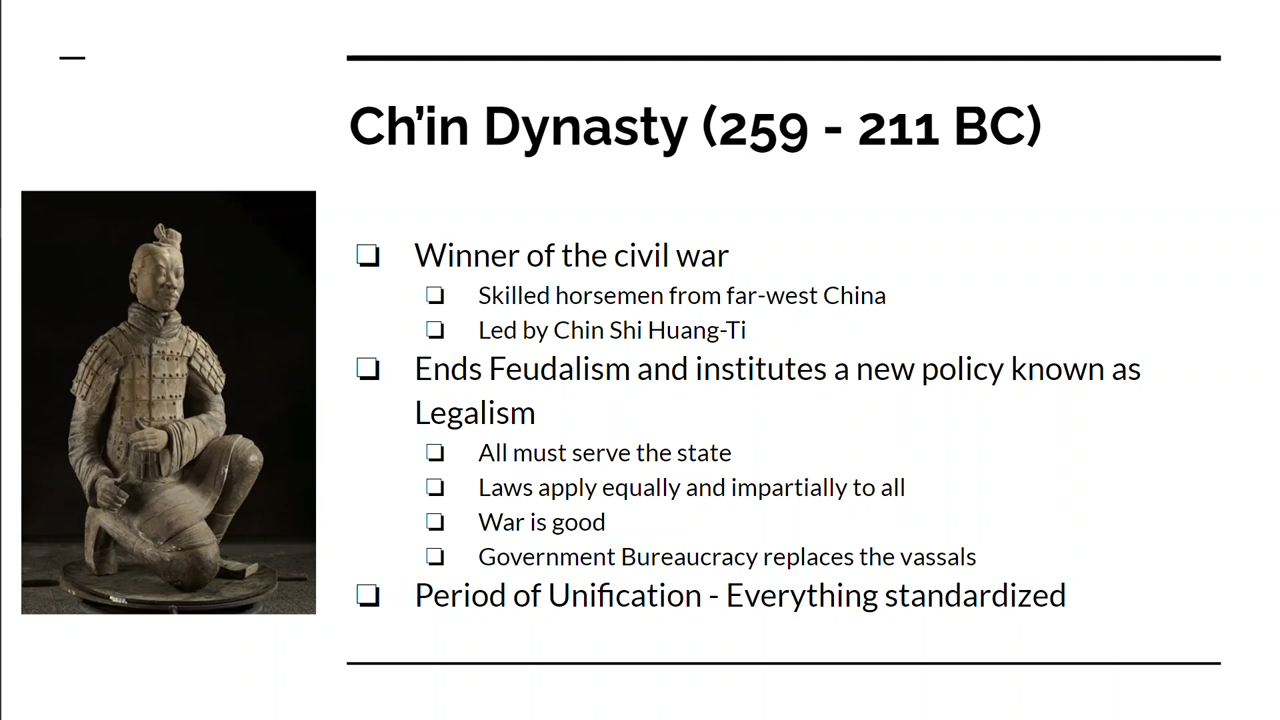 Ch’in Dynasty (259 - 211 BC)
Winner of the civil war
Skilled horsemen from far-west China
Led by Chin Shi Huang-Ti
Ends Feudalism and institutes a new policy known as
Legalism
All must serve the state
Laws apply equally and impartially to all
War is good
Government Bureaucracy replaces the vassals
Period of Unification - Everything standardized